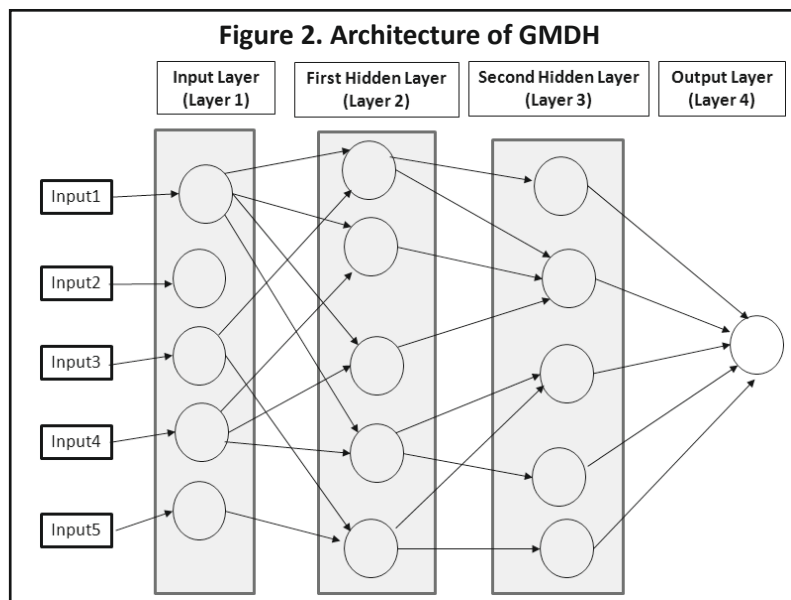 Figure 2. Architecture of GMDH
Input Layer
(Layer 1)
First Hidden Layer
(Layer 2)
Second Hidden Layer
(Layer 3)
Output Layer
(Layer 4)
Input1
Input2
Input3
Input4
Input5